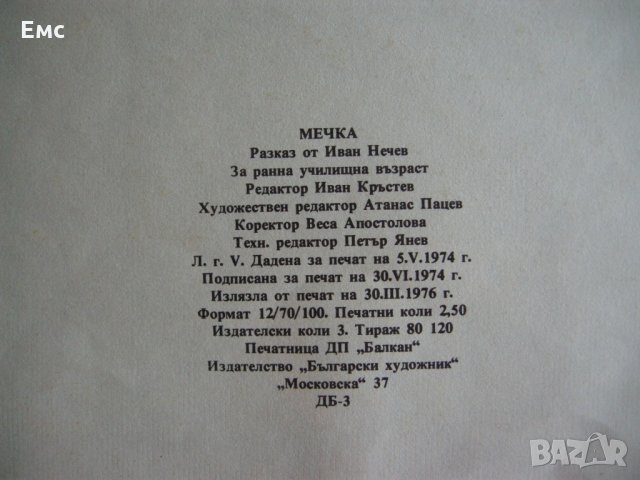 Емс
МЕЧКА
Разказ от Иван Нечев
За ранна училищна възраст
Редактор Иван Кръстев
Художествен редактор Атанас Пацев
Коректор Веса Апостолова
Техн. редактор Петър Янев
Л. г. V. Дадена за печат на 5.V.1974 г.
Подписана за печат на 30.VI.1974 г.
Излязла от печат на 30.III.1976 г.
Формат 12/70/100. Печатни коли 2,50
Издателски коли 3. Тираж 80 120
Печатница ДП „Балкан“
Издателство „Български художник“
„Московска“ 37
ДБ-3
BAZAR